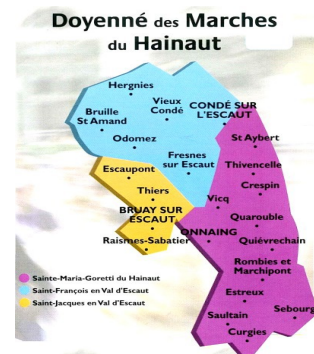 Doyenné des Marches
du Hainaut
Hergnies
Vieux
Condé
CONDÉ SUR
L'ESCAUT
Bruille
St Amand
Odomez
St Aybert
Fresnes
sur Escaut
Thivencelle
Escaupont
Crespin
Thiers
Vicq
BRUAY SUR
ESCAUT
Quarouble
ONNAING
Raismes-Sabatier
Quiévrechain
Rombies et
Marchipont
Sainte-Maria-Goretti du Hainaut
Saint-François en Val d'Escaut
Saint-Jacques en Val d'Escaut
Estreux
Sebourg
Saultain
Curgies